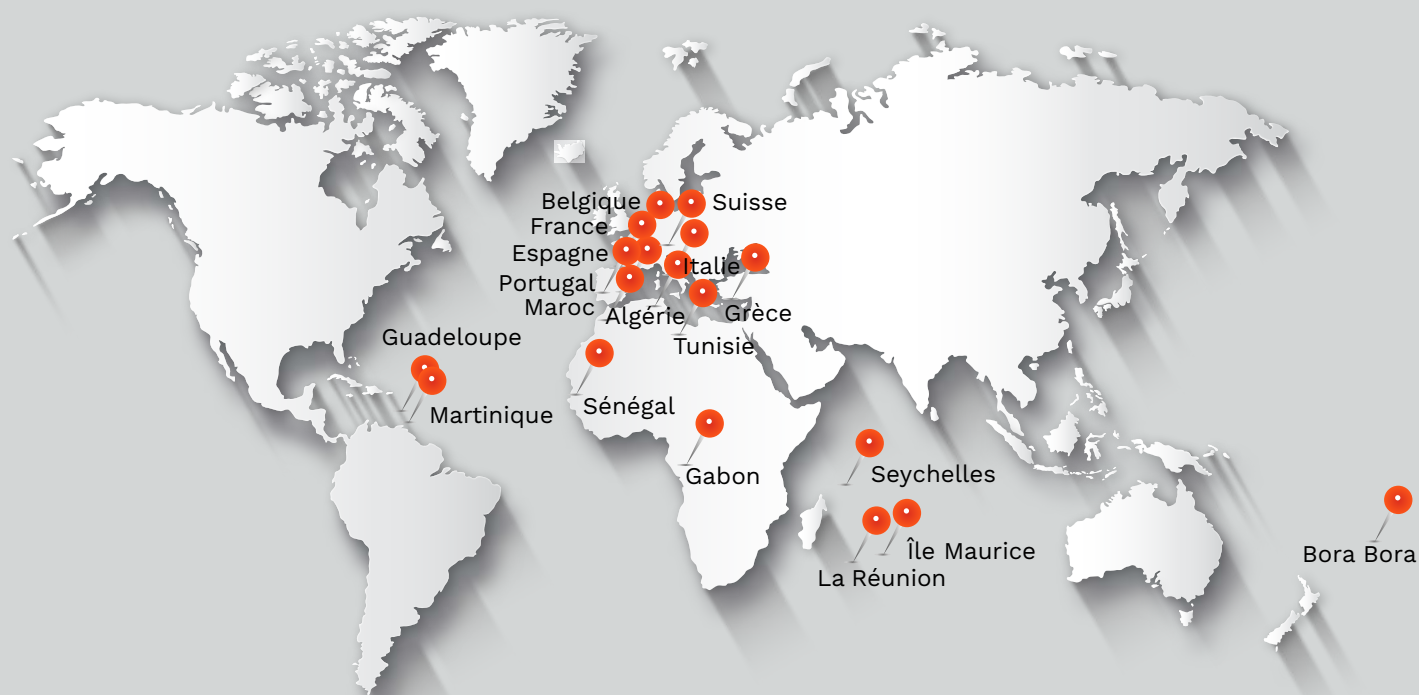 Belgique
Suisse
France
Espagne
Italie
Portugal
Maroc
Algérie
Grèce
Tunisie
Guadeloupe
Martinique
Sénégal
Gabon
Seychelles
Île Maurice
La Réunion
Bora Bora